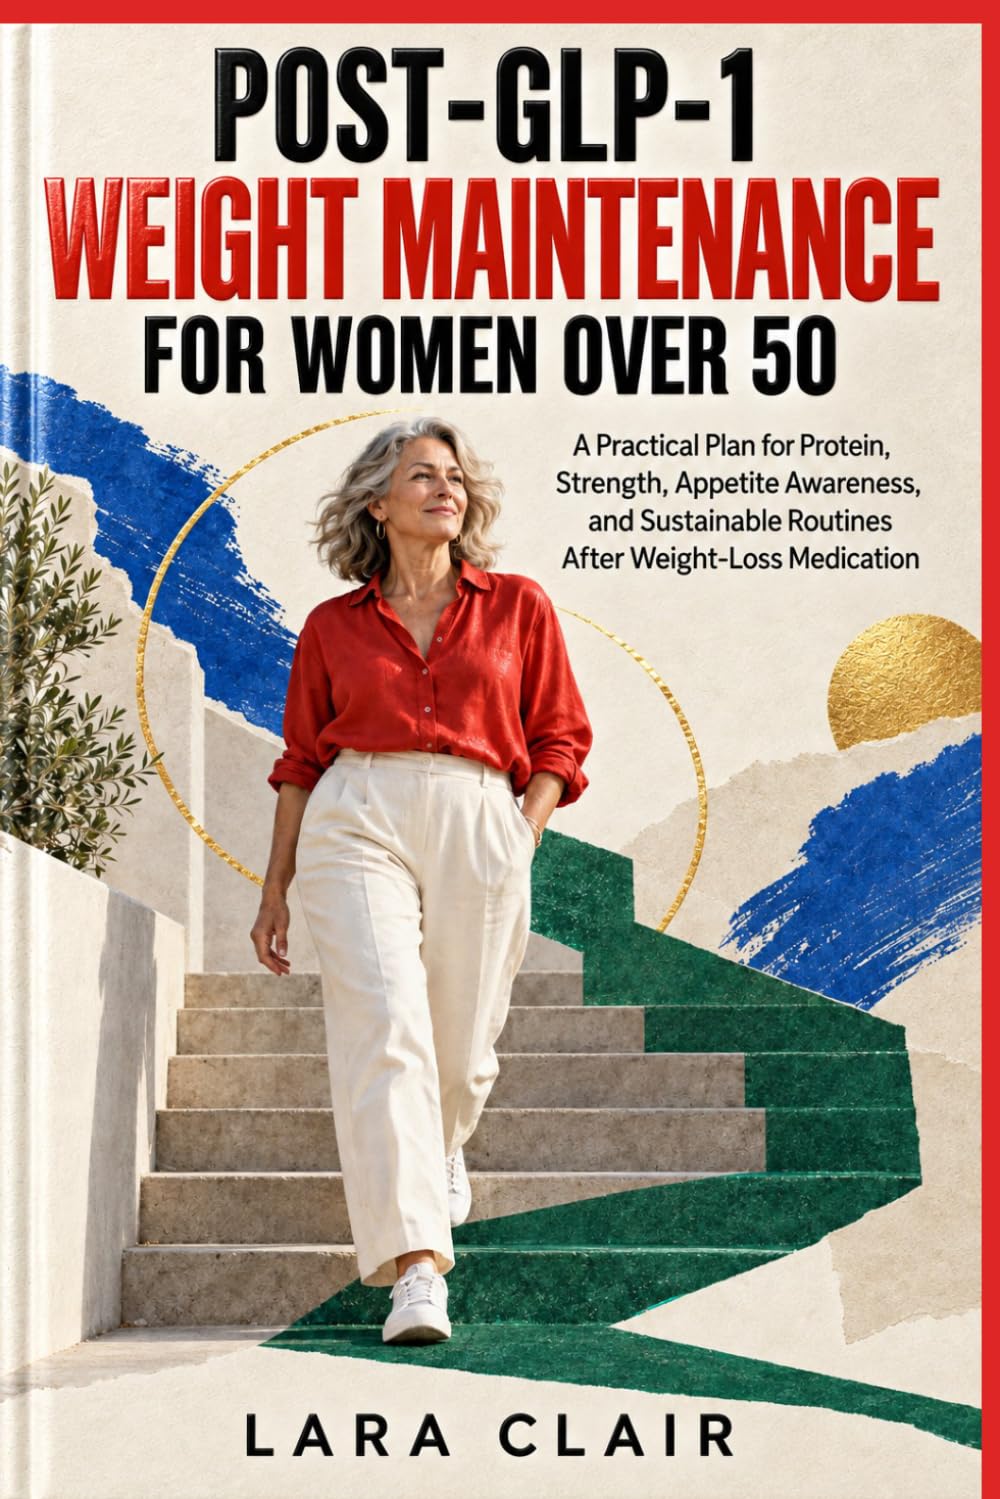 POST-GLP-1
WEIGHT MAINTENANCE
FOR WOMEN OVER 50
A Practical Plan for Protein,
Strength, Appetite Awareness,
and Sustainable Routines
After Weight-Loss Medication
LARA CLAIR